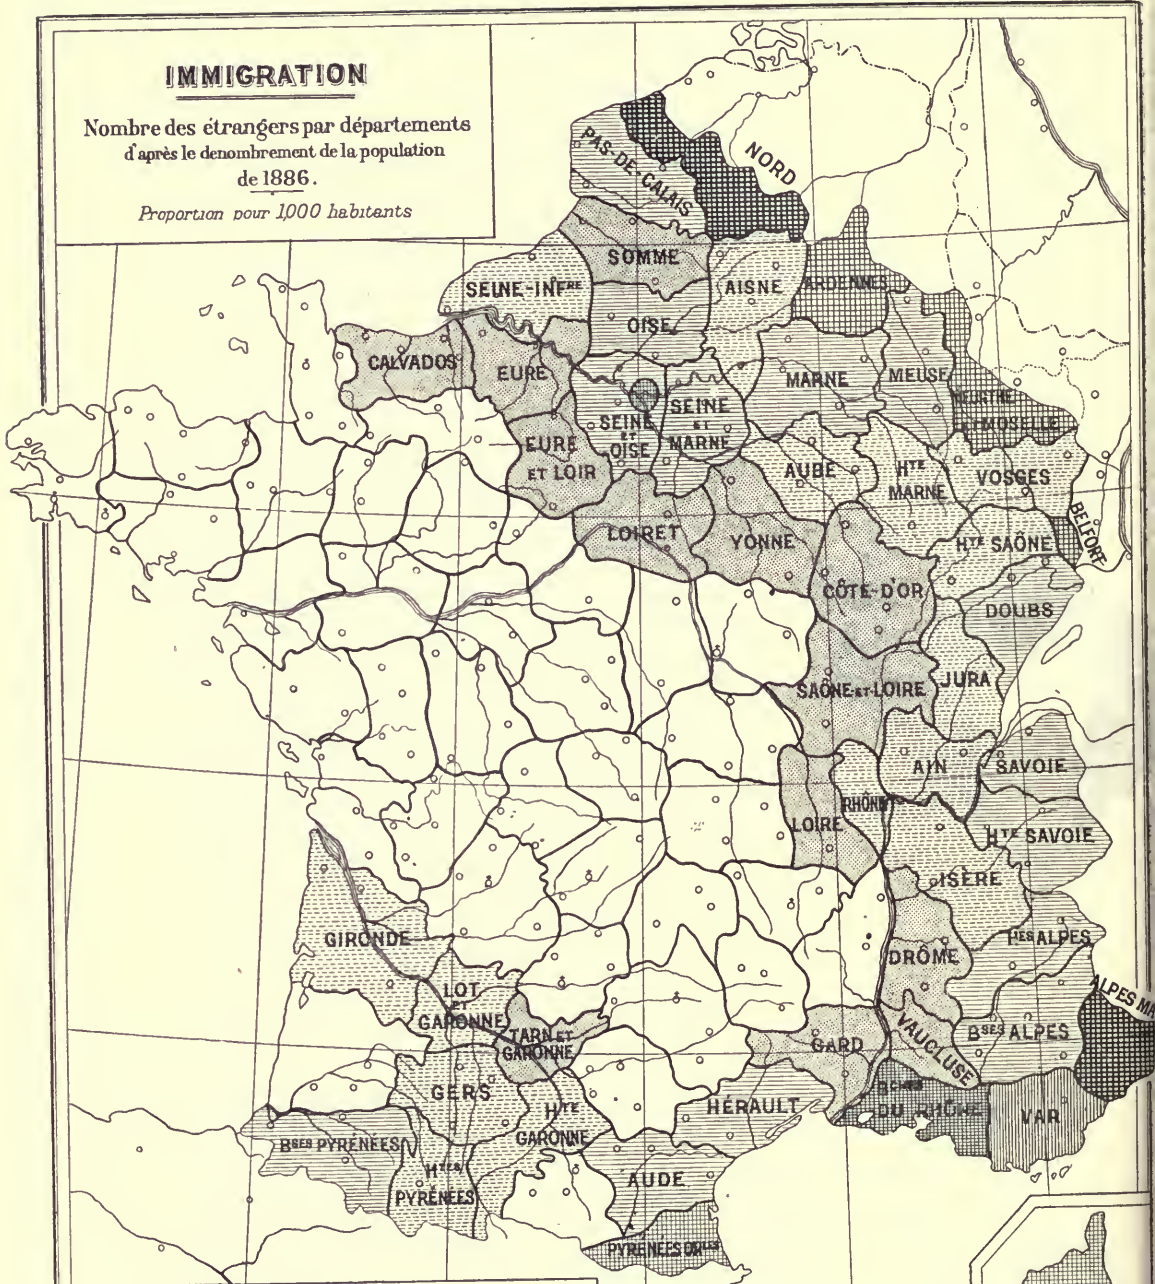 IMMIGRATION
Nombre des étrangers par départements
d'après le denombrement de la population
de 1886.
Proportion pour 1,000 habitants
NORD
PAS-DE-CALAIS
SOMME
SEINE-INFRE
AISNE
ARDENNES
OISE
CALVADOS
EURE
MARNE
MEUSE
SEINE
ET
MARNE
SEINE
ET
OISE
MEURTHE
ET MOSELLE
EURE
ET LOIR
AUBE
HTE
MARNE
VOSGES
BELFORT
LOIRET
YONNE
HTE SAÔNE
CÔTE-D'OR
DOUBS
SAÔNE ET LOIRE
JURA
AIN
SAVOIE
RHÔNE
LOIRE
HTE SAVOIE
ISÈRE
GIRONDE
HTES ALPES
DRÔME
LOT
ET
GARONNE
ALPES MA
TARN ET
GARONNE
GARD
VAUCLUSE
BSES ALPES
GERS
HTE
GARONNE
HÉRAULT
BCHES
DU RHÔNE
VAR
BSES PYRÉNÉES
HTES
PYRÉNÉES
AUDE
PYRÉNÉES ORLES